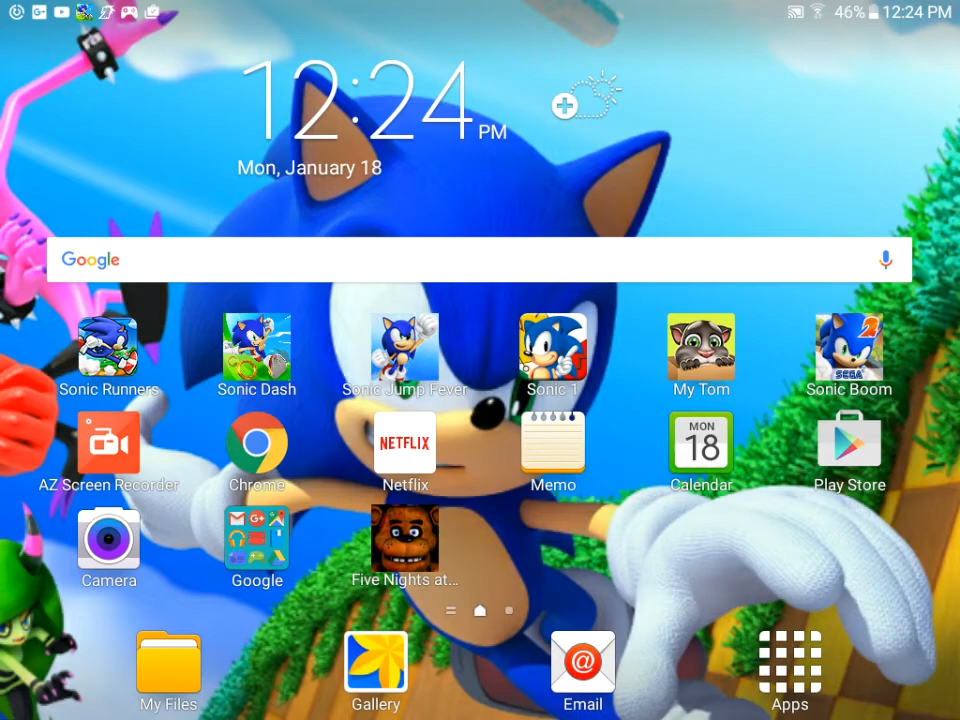 46% 12:24 PM
12:24 PM
Mon, January 18
Google
2
SEGA
Sonic Runners
Sonic Dash
Sonic Jump Fever
Sonic 1
My Tom
Sonic Boom
NETFLIX
MON
18
AZ Screen Recorder
Chrome
Netflix
Memo
Calendar
Play Store
Camera
Google
Five Nights at...
@
My Files
Gallery
Email
Apps